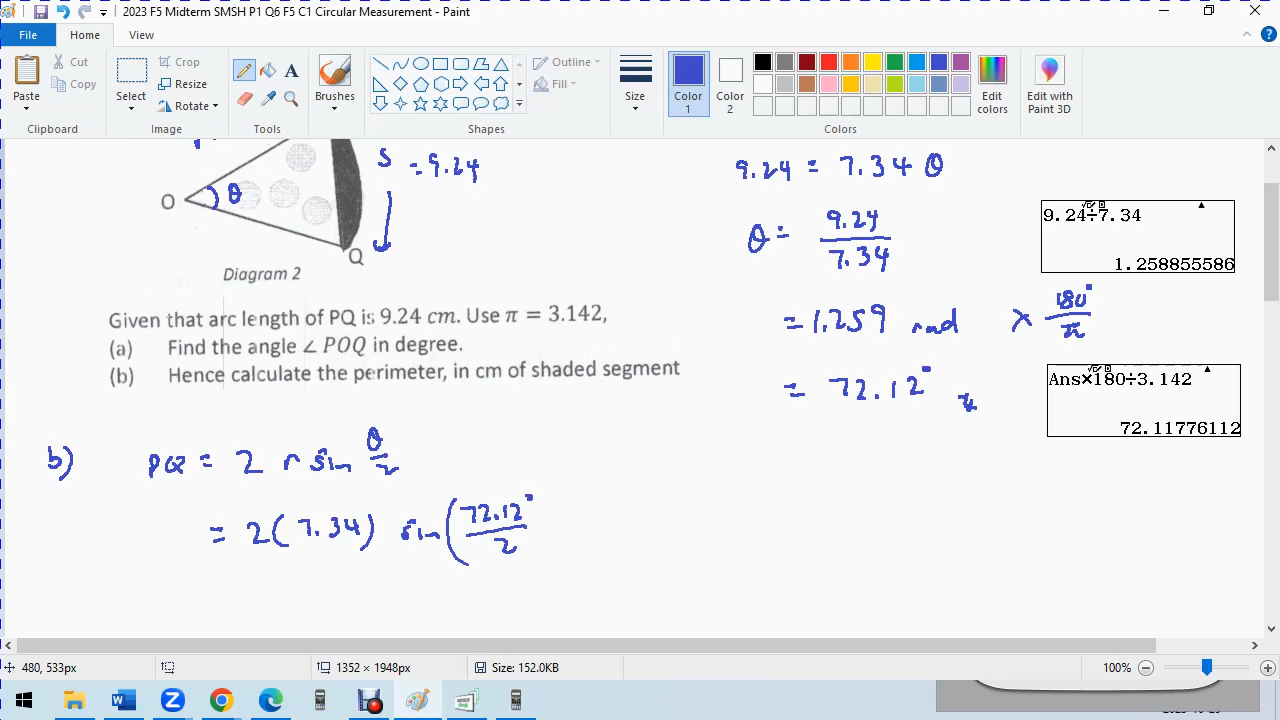 2023 F5 Midterm SMSH P1 Q6 F5 C1 Circular Measurement - Paint
File Home View
Paste Cut Copy Select Crop Resize Rotate Brushes Outline Fill Size Color 1 Color 2 Edit colors Edit with Paint 3D
Clipboard Image Tools Shapes Colors
S = 9.24
O θ
Q
Diagram 2
9.24 = 7.34 θ
θ = 9.24 / 7.34
9.24÷7.34
1.258855586
= 1.259 rad × 180° / π
= 72.12°
Ans×180÷3.142
72.11776112
Given that arc length of PQ is 9.24 cm. Use π = 3.142,
(a) Find the angle ∠ POQ in degree.
(b) Hence calculate the perimeter, in cm of shaded segment
b) PQ = 2 r sin θ/2
= 2(7.34) sin(72.12°/2
480, 533px 1352 × 1948px Size: 152.0KB 100%